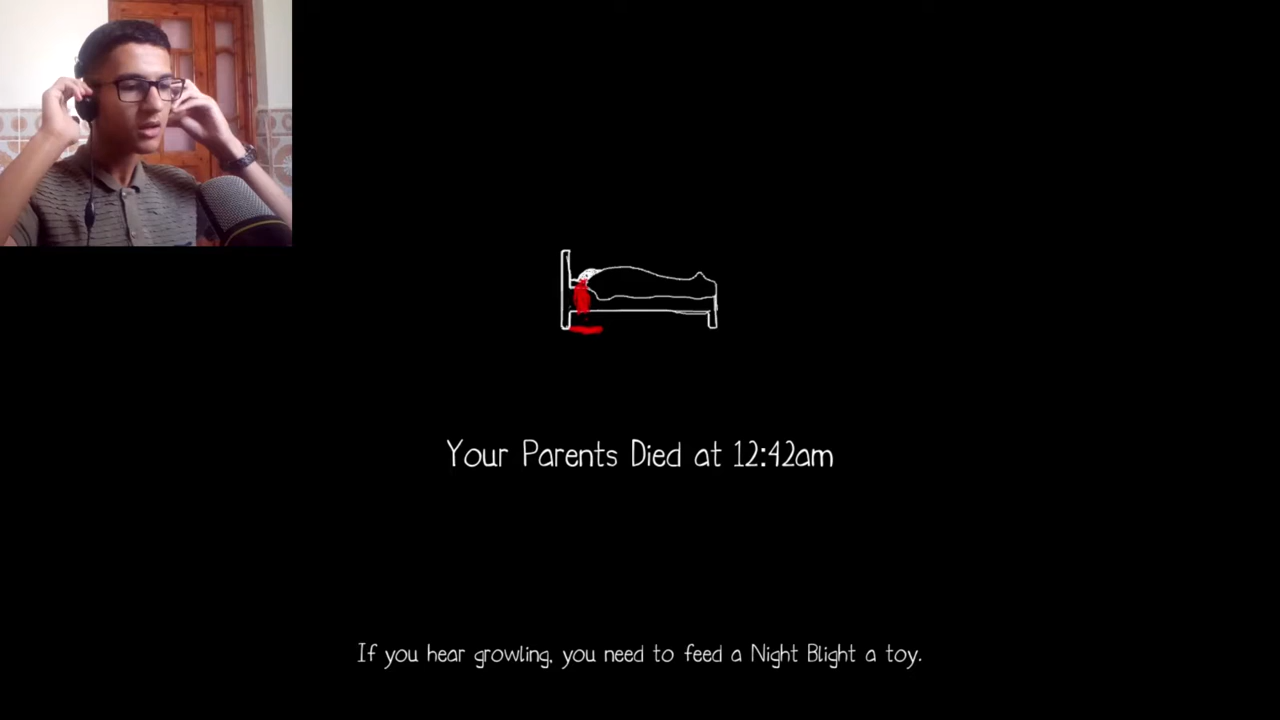 Your Parents Died at 12:42am
If you hear growling, you need to feed a Night Blight a toy.